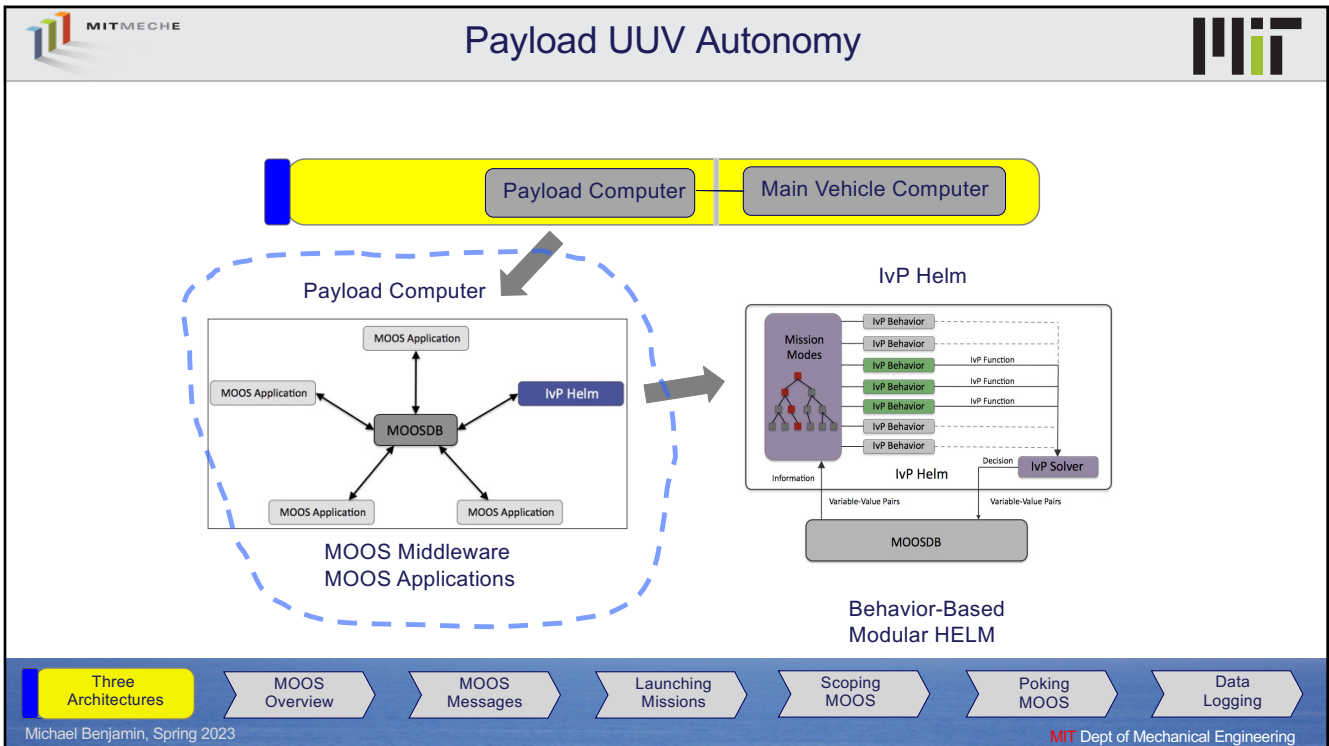 MITMECHE
Payload UUV Autonomy
MIT
Payload Computer
Main Vehicle Computer
Payload Computer
MOOS Application
MOOS Application
IvP Helm
MOOSDB
MOOS Application
MOOS Application
MOOS Middleware
MOOS Applications
IvP Helm
Mission
Modes
IvP Behavior
IvP Behavior
IvP Behavior
IvP Function
IvP Behavior
IvP Function
IvP Behavior
IvP Function
IvP Behavior
IvP Behavior
Decision
IvP Solver
Information
IvP Helm
Variable-Value Pairs
Variable-Value Pairs
MOOSDB
Behavior-Based
Modular HELM
Three
Architectures
MOOS
Overview
MOOS
Messages
Launching
Missions
Scoping
MOOS
Poking
MOOS
Data
Logging
Michael Benjamin, Spring 2023
MIT Dept of Mechanical Engineering